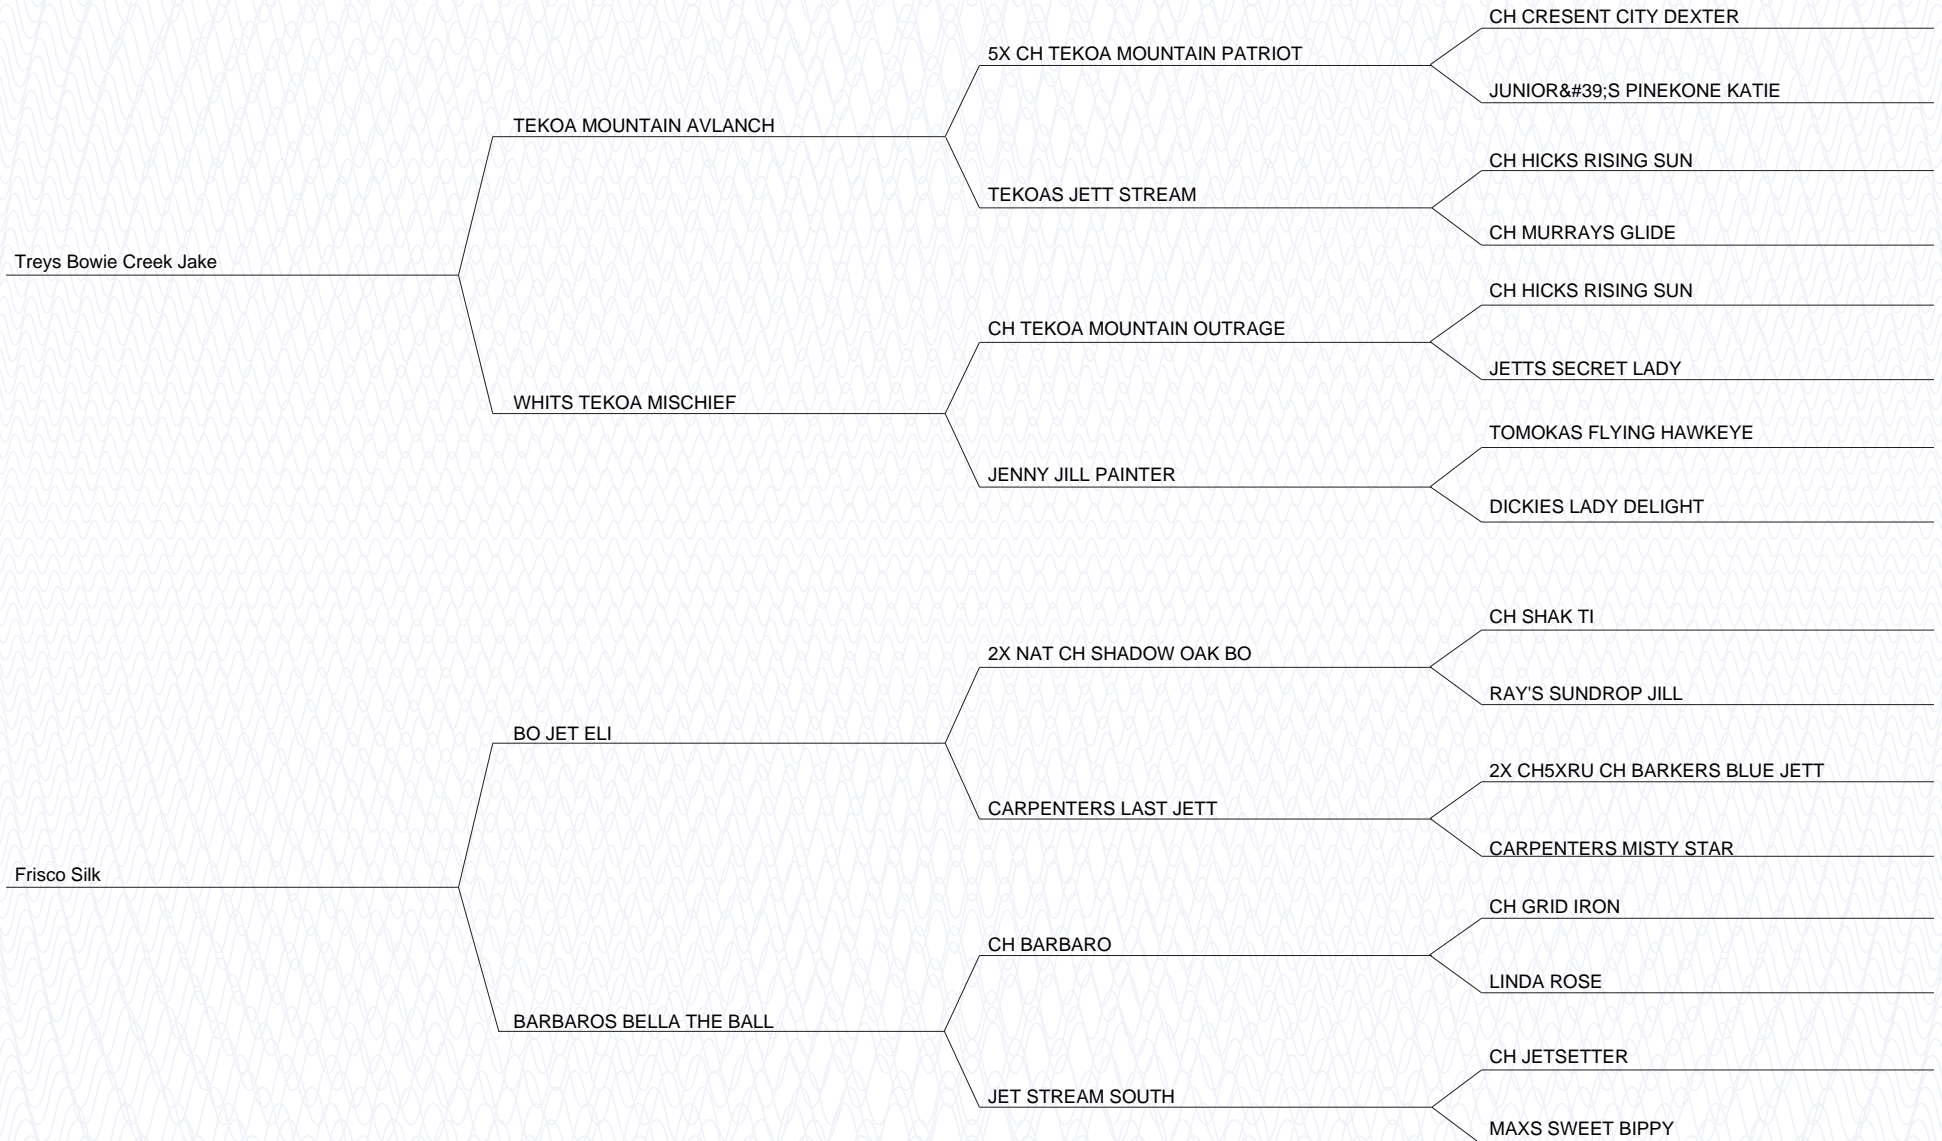 CH CRESENT CITY DEXTER
5X CH TEKOA MOUNTAIN PATRIOT
JUNIOR&#39;S PINEKONE KATIE
TEKOA MOUNTAIN AVLANCH
CH HICKS RISING SUN
TEKOAS JETT STREAM
CH MURRAYS GLIDE
Treys Bowie Creek Jake
CH HICKS RISING SUN
CH TEKOA MOUNTAIN OUTRAGE
JETTS SECRET LADY
WHITS TEKOA MISCHIEF
TOMOKAS FLYING HAWKEYE
JENNY JILL PAINTER
DICKIES LADY DELIGHT
CH SHAK TI
2X NAT CH SHADOW OAK BO
RAY'S SUNDROP JILL
BO JET ELI
2X CH5XRU CH BARKERS BLUE JETT
CARPENTERS LAST JETT
CARPENTERS MISTY STAR
Frisco Silk
CH GRID IRON
CH BARBARO
LINDA ROSE
BARBAROS BELLA THE BALL
CH JETSETTER
JET STREAM SOUTH
MAXS SWEET BIPPY